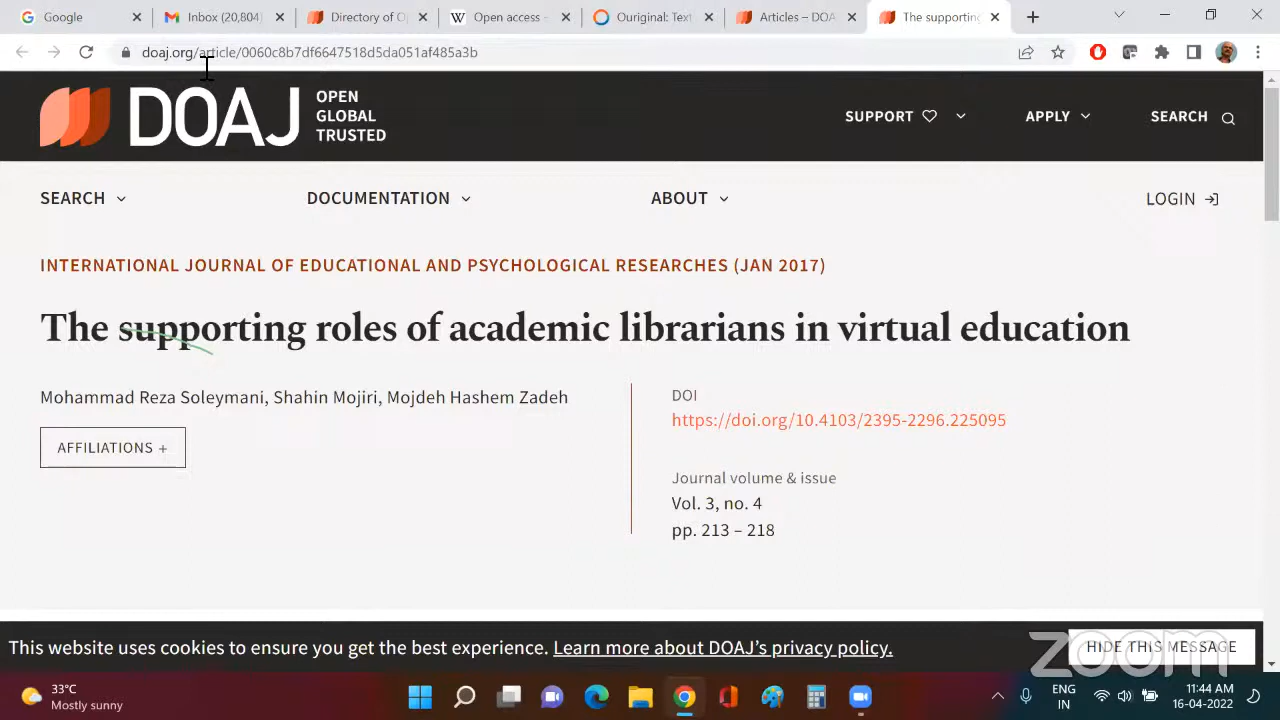 Google
Inbox (20,804)
Directory of O
Open access -
Ouriginal: Text
Articles – DOA
The supporting
doaj.org/article/0060c8b7df6647518d5da051af485a3b
DOAJ
OPEN
GLOBAL
TRUSTED
SUPPORT
APPLY
SEARCH
SEARCH
DOCUMENTATION
ABOUT
LOGIN
INTERNATIONAL JOURNAL OF EDUCATIONAL AND PSYCHOLOGICAL RESEARCHES (JAN 2017)
The supporting roles of academic librarians in virtual education
Mohammad Reza Soleymani, Shahin Mojiri, Mojdeh Hashem Zadeh
AFFILIATIONS +
DOI
https://doi.org/10.4103/2395-2296.225095
Journal volume & issue
Vol. 3, no. 4
pp. 213 – 218
This website uses cookies to ensure you get the best experience. Learn more about DOAJ's privacy policy.
HIDE THIS MESSAGE
zoom
33°C
Mostly sunny
ENG
IN
11:44 AM
16-04-2022